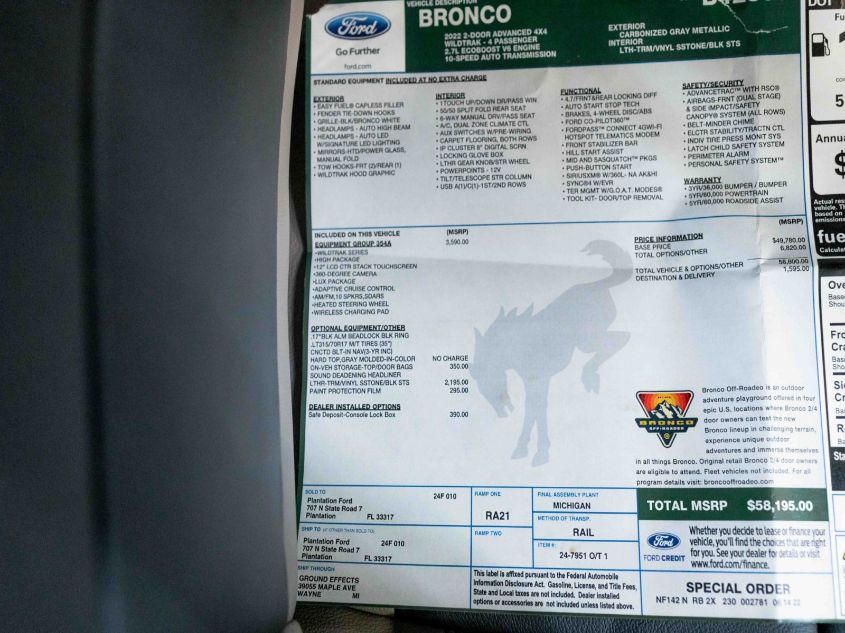 VEHICLE DESCRIPTION
BRONCO
Ford
Go Further
ford.com
2022 2-DOOR ADVANCED 4X4
WILDTRAK - 4 PASSENGER
2.7L ECOBOOST V6 ENGINE
10-SPEED AUTO TRANSMISSION
EXTERIOR
CARBONIZED GRAY METALLIC
INTERIOR
LTH-TRM/VINYL SSTONE/BLK STS
STANDARD EQUIPMENT INCLUDED AT NO EXTRA CHARGE
EXTERIOR
• EASY FUEL® CAPLESS FILLER
• FENDER TIE-DOWN HOOKS
• GRILLE-BLK/BRONCO WHITE
• HEADLAMPS - AUTO HIGH BEAM
• HEADLAMPS - AUTO LED
W/SIGNATURE LED LIGHTING
• MIRRORS-HTD/POWER GLASS,
MANUAL FOLD
• TOW HOOKS-FRT (2)/REAR (1)
• WILDTRAK HOOD GRAPHIC
INTERIOR
• 1TOUCH UP/DOWN DR/PASS WIN
• 50/50 SPLIT FOLD REAR SEAT
• 6-WAY MANUAL DRV/PASS SEAT
• A/C, DUAL ZONE CLIMATE CTL
• AUX SWITCHES W/PRE-WIRING
• CARPET FLOORING, BOTH ROWS
• IP CLUSTER 8" DIGITAL SCRN
• LOCKING GLOVE BOX
• LTHR GEAR KNOB/STR WHEEL
• POWERPOINTS - 12V
• TILT/TELESCOPE STR COLUMN
• USB A(1)/C(1)-1ST/2ND ROWS
FUNCTIONAL
• 4.7/FRNT&REAR LOCKING DIFF
• AUTO START STOP TECH
• BRAKES, 4-WHEEL DISC/ABS
• FORD CO-PILOT360™
• FORDPASS™ CONNECT 4GWI-FI
HOTSPOT TELEMATICS MODEM
• FRONT STABILIZER BAR
• HILL START ASSIST
• MID AND SASQUATCH™ PKGS
• PUSH-BUTTON START
• SIRIUSXM® W/360L- NA AK&HI
• SYNC®4 W/EVR
• TER MGMT W/G.O.A.T. MODES®
• TOOL KIT- DOOR/TOP REMOVAL
SAFETY/SECURITY
• ADVANCETRAC™ WITH RSC®
• AIRBAGS-FRNT (DUAL STAGE)
& SIDE IMPACT/SAFETY
CANOPY® SYSTEM (ALL ROWS)
• BELT-MINDER CHIME
• ELCTR STABILITY/TRACTN CTL
• INDIV TIRE PRESS MONIT SYS
• LATCH CHILD SAFETY SYSTEM
• PERIMETER ALARM
• PERSONAL SAFETY SYSTEM™
WARRANTY
• 3YR/36,000 BUMPER / BUMPER
• 5YR/60,000 POWERTRAIN
• 5YR/60,000 ROADSIDE ASSIST
INCLUDED ON THIS VEHICLE (MSRP)
EQUIPMENT GROUP 354A 3,590.00
• WILDTRAK SERIES
• HIGH PACKAGE
• 12" LCD CTR STACK TOUCHSCREEN
• 360-DEGREE CAMERA
• LUX PACKAGE
• ADAPTIVE CRUISE CONTROL
• AM/FM,10 SPKRS,SDARS
• HEATED STEERING WHEEL
• WIRELESS CHARGING PAD
OPTIONAL EQUIPMENT/OTHER
.17"BLK ALM BEADLOCK BLK RING
.LT315/70R17 M/T TIRES (35")
CNCTD BLT-IN NAV(3-YR INC)
HARD TOP,GRAY MOLDED-IN-COLOR NO CHARGE
ON-VEH STORAGE-TOP/DOOR BAGS 350.00
SOUND DEADENING HEADLINER
LTHR-TRM/VINYL SSTONE/BLK STS 2,195.00
PAINT PROTECTION FILM 295.00
DEALER INSTALLED OPTIONS
Safe Deposit-Console Lock Box 390.00
(MSRP)
PRICE INFORMATION
BASE PRICE $49,780.00
TOTAL OPTIONS/OTHER 6,820.00
TOTAL VEHICLE & OPTIONS/OTHER 56,600.00
DESTINATION & DELIVERY 1,595.00
BRONCO
OFF-ROADEO
Bronco Off-Roadeo is an outdoor
adventure playground offered in four
epic U.S. locations where Bronco 2/4
door owners can test the new
Bronco lineup in challenging terrain,
experience unique outdoor
adventures and immerse themselves
in all things Bronco. Original retail Bronco 2/4 door owners
are eligible to attend. Fleet vehicles not included. For all
program details visit: broncooffroadeo.com
TOTAL MSRP $58,195.00
SOLD TO
Plantation Ford 24F 010
707 N State Road 7
Plantation FL 33317
SHIP TO (IF OTHER THAN SOLD TO)
Plantation Ford 24F 010
707 N State Road 7
Plantation FL 33317
SHIP THROUGH
GROUND EFFECTS
39055 MAPLE AVE
WAYNE MI
RAMP ONE
RA21
RAMP TWO
FINAL ASSEMBLY PLANT
MICHIGAN
METHOD OF TRANSP.
RAIL
ITEM #:
24-7951 O/T 1
This label is affixed pursuant to the Federal Automobile
Information Disclosure Act. Gasoline, License, and Title Fees,
State and Local taxes are not included. Dealer installed
options or accessories are not included unless listed above.
Ford
FORD CREDIT
Whether you decide to lease or finance your
vehicle, you'll find the choices that are right
for you. See your dealer for details or visit
www.ford.com/finance.
SPECIAL ORDER
NF142 N RB 2X 230 002781 06 14 22